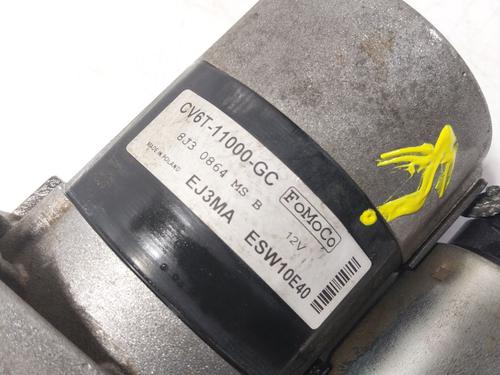 CV6T-11000-GC
8J3 0864 MS B
MADE IN POLAND
FoMoCo
12V
EJ3MA ESW10E40